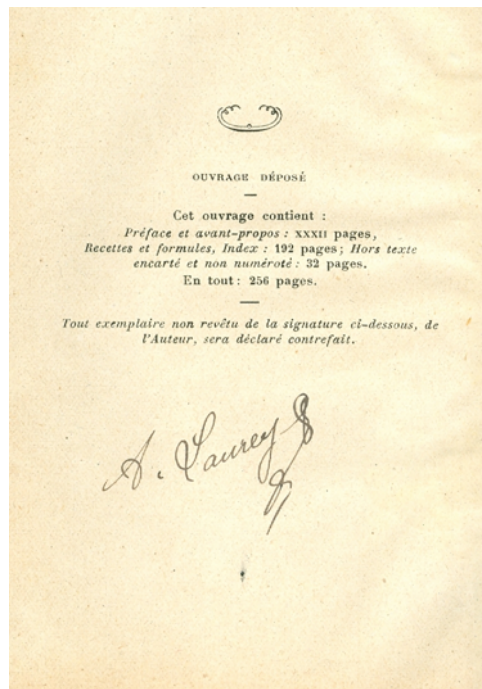 OUVRAGE DÉPOSÉ
Cet ouvrage contient :
Préface et avant-propos : XXXII pages,
Recettes et formules, Index : 192 pages ; Hors texte
encarté et non numéroté : 32 pages.
En tout : 256 pages.
Tout exemplaire non revêtu de la signature ci-dessous, de
l'Auteur, sera déclaré contrefait.
A. Laurey